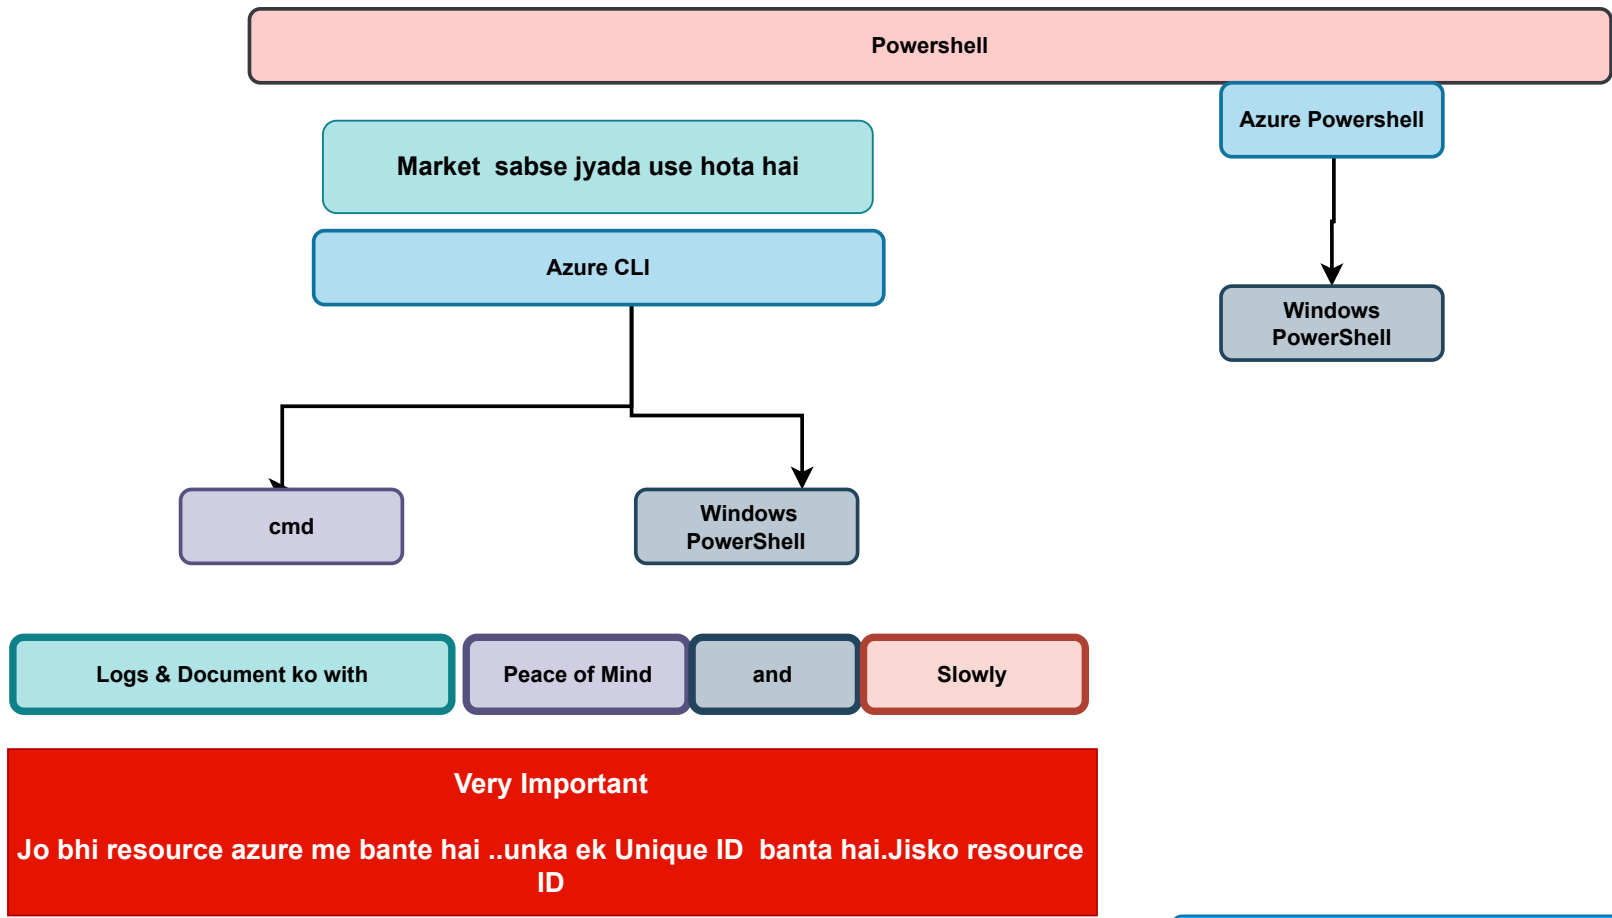 Powershell
Azure Powershell
Market  sabse jyada use hota hai
Azure CLI
Windows
PowerShell
cmd
Windows
PowerShell
Logs & Document ko with
Peace of Mind
and
Slowly
Very Important
Jo bhi resource azure me bante hai ..unka ek Unique ID  banta hai.Jisko resource
ID